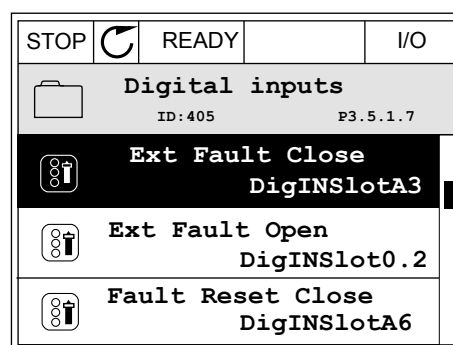 STOP READY I/O
Digital inputs
ID:405 P3.5.1.7
Ext Fault Close
DigINSlotA3
Ext Fault Open
DigINSlot0.2
Fault Reset Close
DigINSlotA6